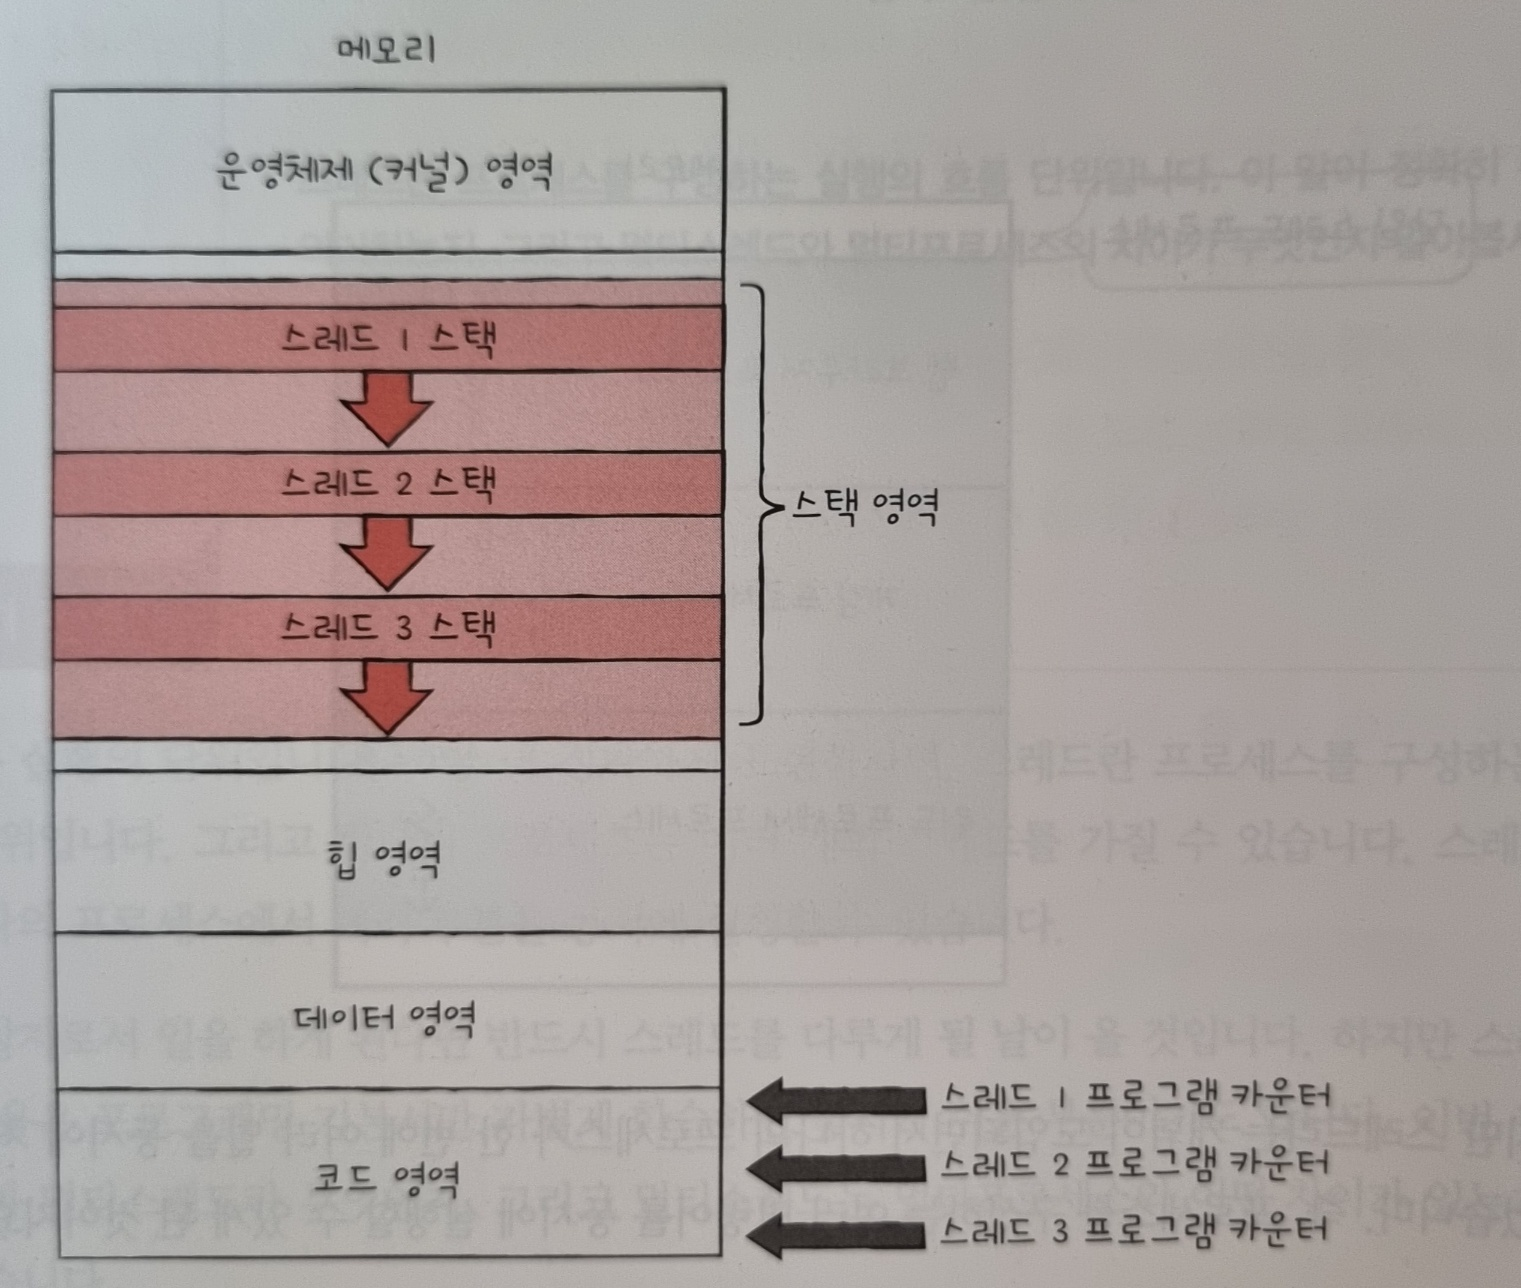 메모리
운영체제 (커널) 영역
스레드 1 스택
스레드 2 스택
스택 영역
스레드 3 스택
힙 영역
데이터 영역
스레드 1 프로그램 카운터
스레드 2 프로그램 카운터
코드 영역
스레드 3 프로그램 카운터